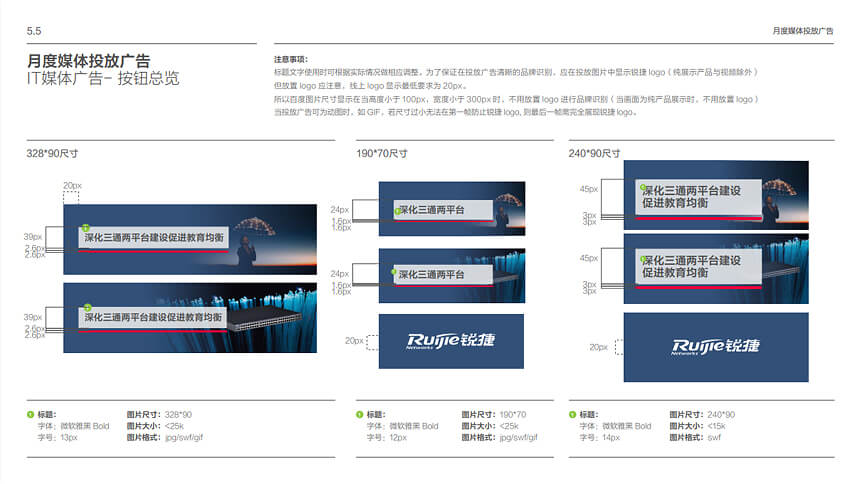 5.5
月度媒体投放广告
月度媒体投放广告
IT媒体广告- 按钮总览
注意事项：
标题文字使用时可根据实际情况做相应调整。为了保证在投放广告清晰的品牌识别，应在投放图片中显示锐捷 logo（纯展示产品与视频除外）
但放置 logo 应注意，线上 logo 显示最低要求为 20px。
所以百度图片尺寸显示在当高度小于 100px，宽度小于 300px 时，不用放置 logo 进行品牌识别（当画面为纯产品展示时，不用放置 logo）
当投放广告可为动图时，如 GIF，若尺寸过小无法在第一帧防止锐捷 logo, 则最后一帧需完全展现锐捷 logo。
328*90尺寸
20px
39px
2.6px
2.6px
1
深化三通两平台建设促进教育均衡
39px
2.6px
2.6px
1
深化三通两平台建设促进教育均衡
190*70尺寸
24px
1.6px
1.6px
1
深化三通两平台
24px
1.6px
1.6px
深化三通两平台
20px
Ruijie锐捷
Networks
240*90尺寸
45px
3px
3px
深化三通两平台建设
促进教育均衡
45px
3px
3px
深化三通两平台建设
促进教育均衡
20px
Ruijie锐捷
Networks
1 标题：
字体：微软雅黑 Bold
字号：13px
图片尺寸：328*90
图片大小：<25k
图片格式：jpg/swf/gif
1 标题：
字体：微软雅黑 Bold
字号：12px
图片尺寸：190*70
图片大小：<25k
图片格式：jpg/swf/gif
1 标题：
字体：微软雅黑 Bold
字号：14px
图片尺寸：240*90
图片大小：<15k
图片格式：swf